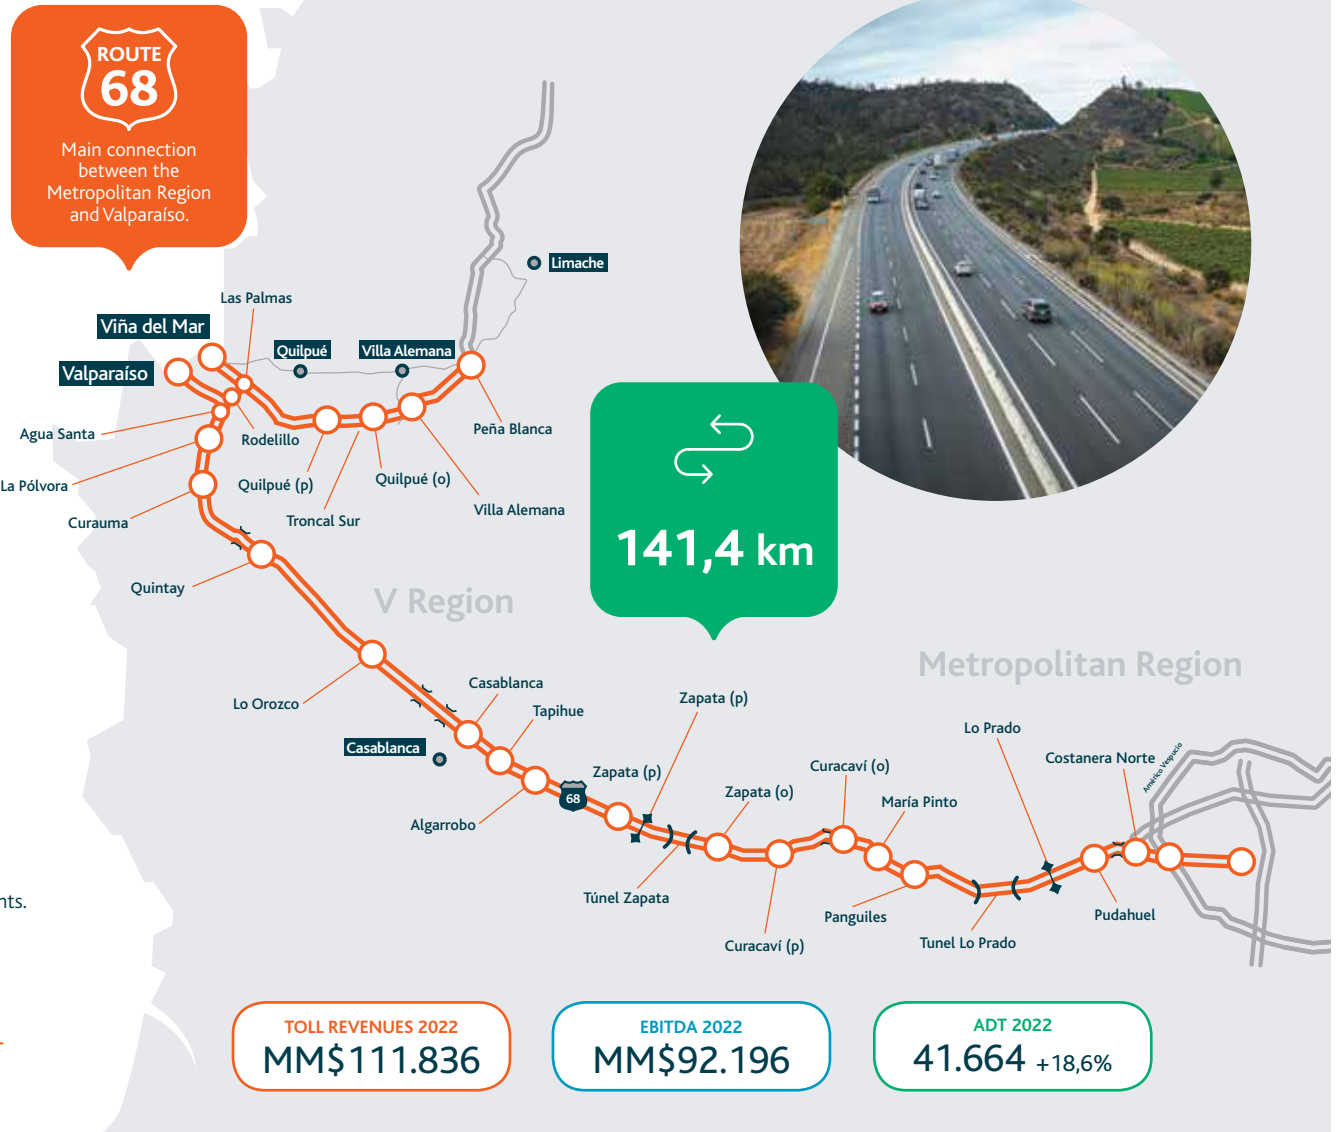 ROUTE
68
Main connection
between the
Metropolitan Region
and Valparaíso.
Limache
Las Palmas
Viña del Mar
Quilpué
Villa Alemana
Valparaíso
Agua Santa
Rodelillo
Peña Blanca
La Pólvora
Quilpué (p)
Quilpué (o)
Curauma
Troncal Sur
Villa Alemana
141,4 km
Quintay
V Region
Metropolitan Region
Lo Orozco
Casablanca
Tapihue
Zapata (p)
Lo Prado
Casablanca
Zapata (p)
Curacaví (o)
Costanera Norte
Américo Vespucio
68
Zapata (o)
María Pinto
Algarrobo
Túnel Zapata
Panguiles
Pudahuel
Curacaví (p)
Tunel Lo Prado
nts.
TOLL REVENUES 2022
MM$111.836
EBITDA 2022
MM$92.196
ADT 2022
41.664 +18,6%